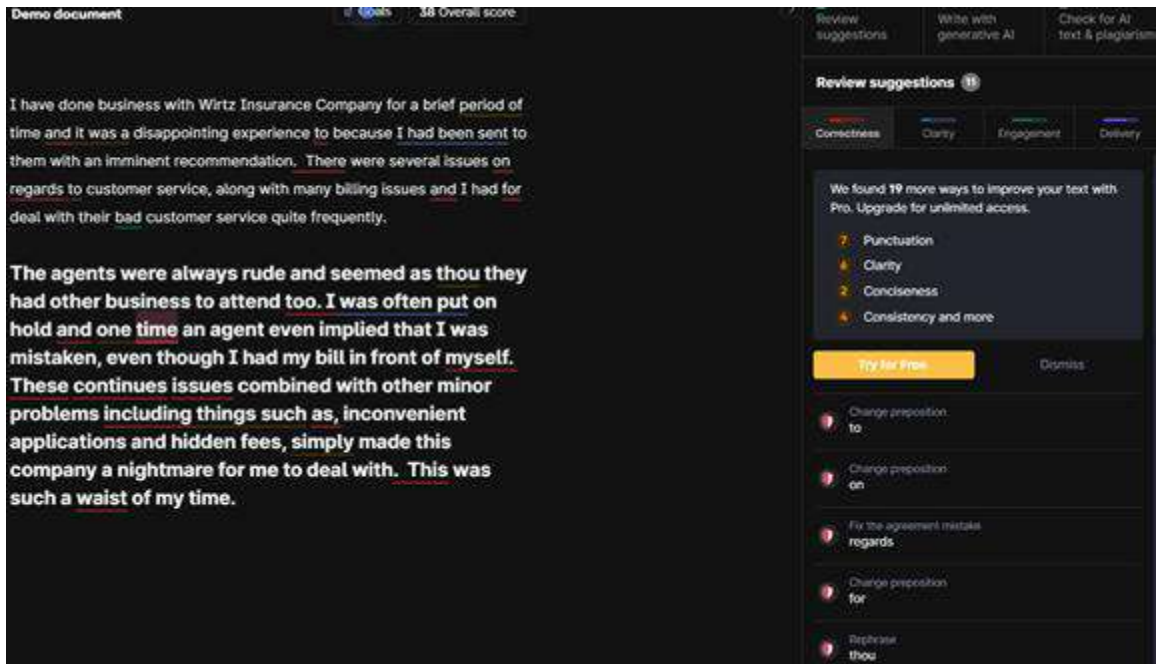 Demo document
Goals
38 Overall score
Review
suggestions
Write with
generative AI
Check for AI
text & plagiarism
I have done business with Wirtz Insurance Company for a brief period of
time and it was a disappointing experience to because I had been sent to
them with an imminent recommendation.  There were several issues on
regards to customer service, along with many billing issues and I had for
deal with their bad customer service quite frequently.
The agents were always rude and seemed as thou they
had other business to attend too. I was often put on
hold and one time an agent even implied that I was
mistaken, even though I had my bill in front of myself.
These continues issues combined with other minor
problems including things such as, inconvenient
applications and hidden fees, simply made this
company a nightmare for me to deal with.  This was
such a waist of my time.
Review suggestions 15
Correctness
Clarity
Engagement
Delivery
We found 19 more ways to improve your text with
Pro. Upgrade for unlimited access.
7 Punctuation
6 Clarity
2 Conciseness
4 Consistency and more
Try for Free
Dismiss
Change preposition
to
Change preposition
on
Fix the agreement mistake
regards
Change preposition
for
Rephrase
thou